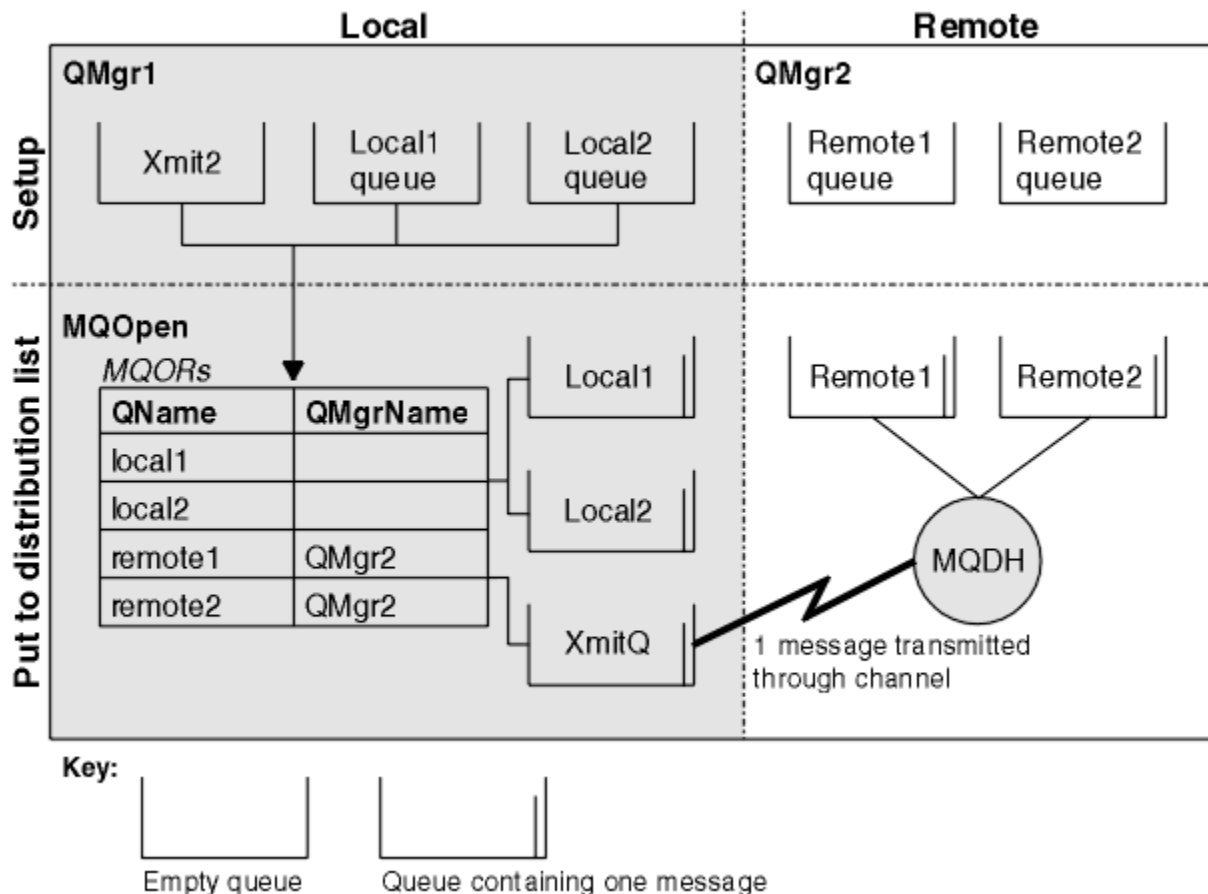 Local
Remote
QMgr1
QMgr2
Setup
Xmit2
Local1
queue
Local2
queue
Remote1
queue
Remote2
queue
Put to distribution list
MQOpen
MQORs
QName QMgrName
local1
local2
remote1 QMgr2
remote2 QMgr2
Local1
Local2
XmitQ
Remote1
Remote2
MQDH
1 message transmitted
through channel
Key:
Empty queue
Queue containing one message